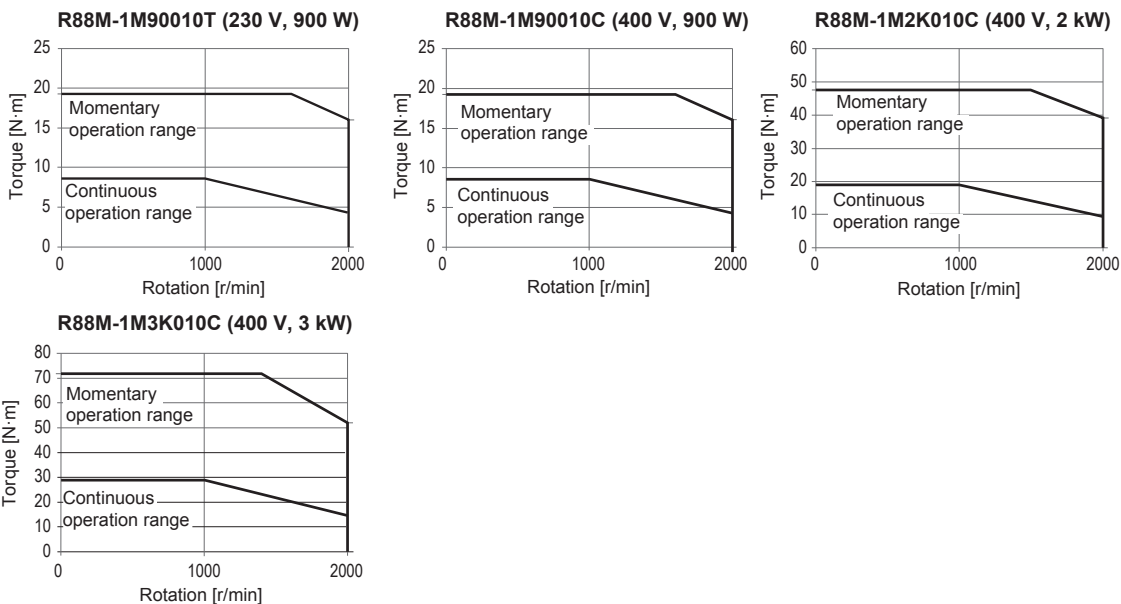 R88M-1M90010T (230 V, 900 W)
25
20
15
10
5
0
Torque [N·m]
Momentary
operation range
Continuous
operation range
0
1000
2000
Rotation [r/min]
R88M-1M90010C (400 V, 900 W)
25
20
15
10
5
0
Torque [N·m]
Momentary
operation range
Continuous
operation range
0
1000
2000
Rotation [r/min]
R88M-1M2K010C (400 V, 2 kW)
60
50
40
30
20
10
0
Torque [N·m]
Momentary
operation range
Continuous
operation range
0
1000
2000
Rotation [r/min]
R88M-1M3K010C (400 V, 3 kW)
80
70
60
50
40
30
20
10
0
Torque [N·m]
Momentary
operation range
Continuous
operation range
0
1000
2000
Rotation [r/min]